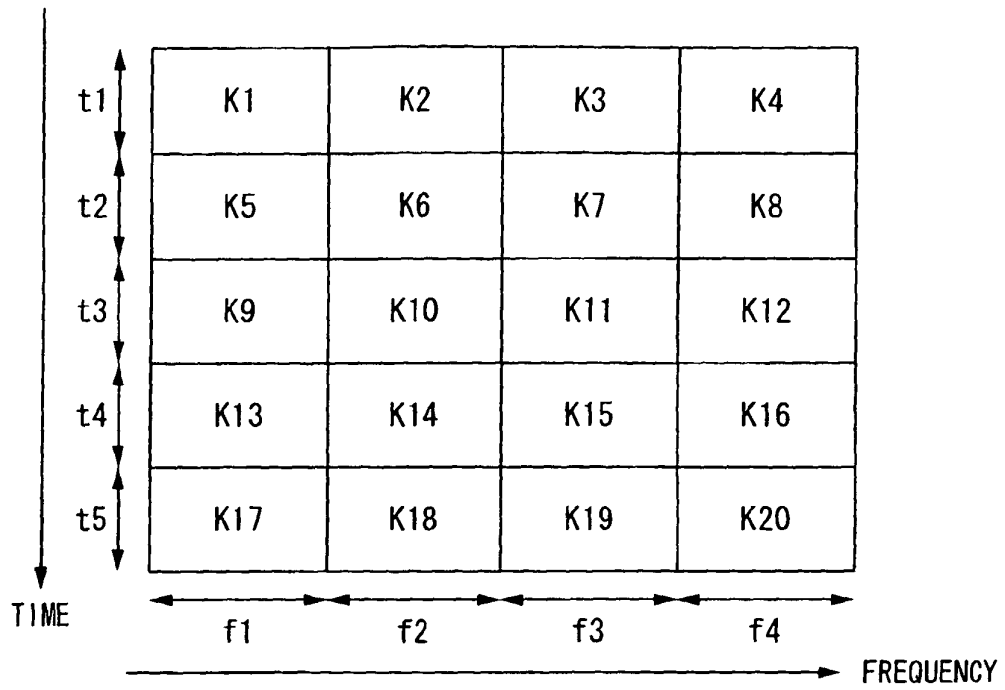 t1 K1 K2 K3 K4
t2 K5 K6 K7 K8
t3 K9 K10 K11 K12
t4 K13 K14 K15 K16
t5 K17 K18 K19 K20
TIME
f1 f2 f3 f4
FREQUENCY